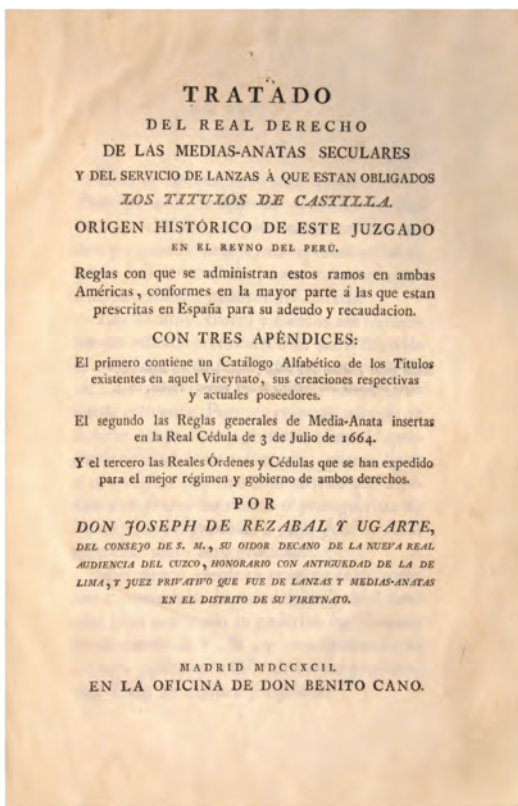 TRATADO
DEL REAL DERECHO
DE LAS MEDIAS-ANATAS SECULARES
Y DEL SERVICIO DE LANZAS Á QUE ESTAN OBLIGADOS
LOS TITULOS DE CASTILLA.
ORÍGEN HISTÓRICO DE ESTE JUZGADO
EN EL REYNO DEL PERÚ.
Reglas con que se administran estos ramos en ambas
Américas, conformes en la mayor parte á las que estan
prescritas en España para su adeudo y recaudacion.
CON TRES APÉNDICES:
El primero contiene un Catálogo Alfabético de los Títulos
existentes en aquel Vireynato, sus creaciones respectivas
y actuales poseedores.
El segundo las Reglas generales de Media-Anata insertas
en la Real Cédula de 3 de Julio de 1664.
Y el tercero las Reales Órdenes y Cédulas que se han expedido
para el mejor régimen y gobierno de ambos derechos.
POR
DON JOSEPH DE REZABAL Y UGARTE,
DEL CONSEJO DE S. M., SU OIDOR DECANO DE LA NUEVA REAL
AUDIENCIA DEL CUZCO, HONORARIO CON ANTIGUEDAD DE LA DE
LIMA, Y JUEZ PRIVATIVO QUE FUE DE LANZAS Y MEDIAS-ANATAS
EN EL DISTRITO DE SU VIREYNATO.
MADRID MDCCXCII.
EN LA OFICINA DE DON BENITO CANO.